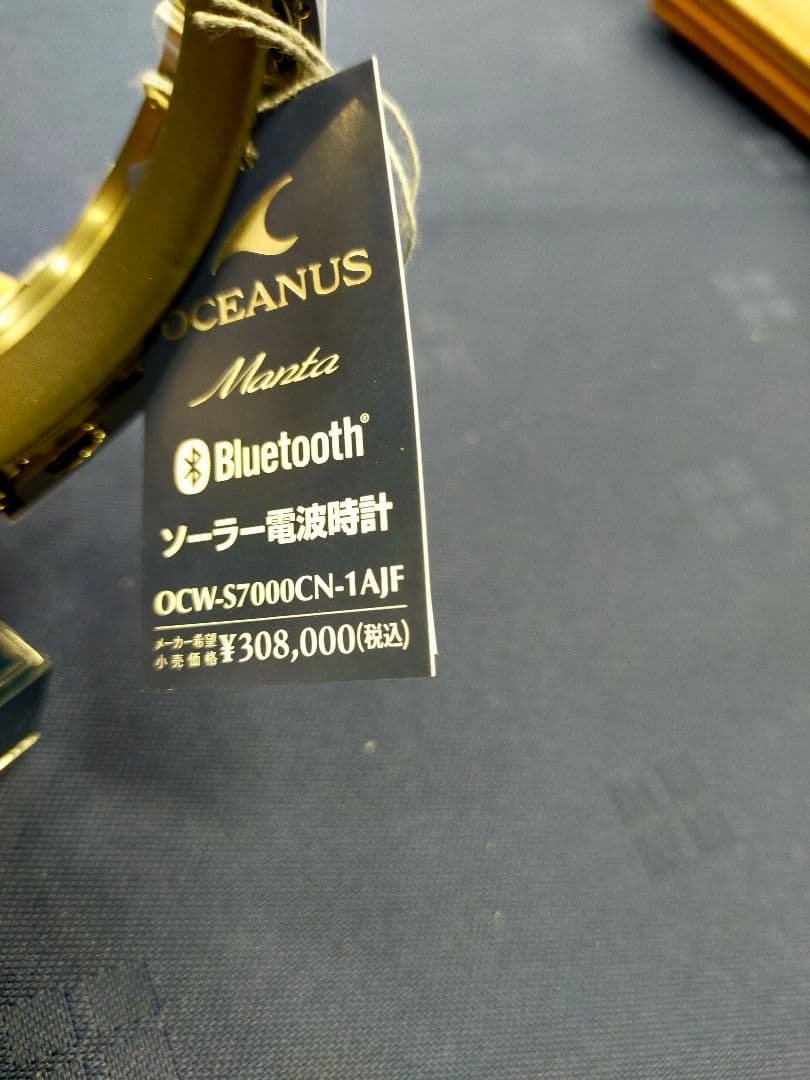 OCEANUS
Manta
Bluetooth®
ソーラー電波時計
OCW-S7000CN-1AJF
メーカー希望小売価格 ¥308,000(税込)